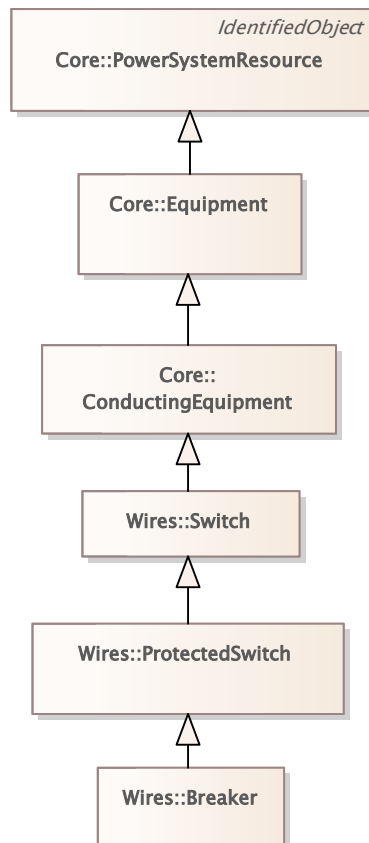 IdentifiedObject
Core::PowerSystemResource
Core::Equipment
Core::
ConductingEquipment
Wires::Switch
Wires::ProtectedSwitch
Wires::Breaker